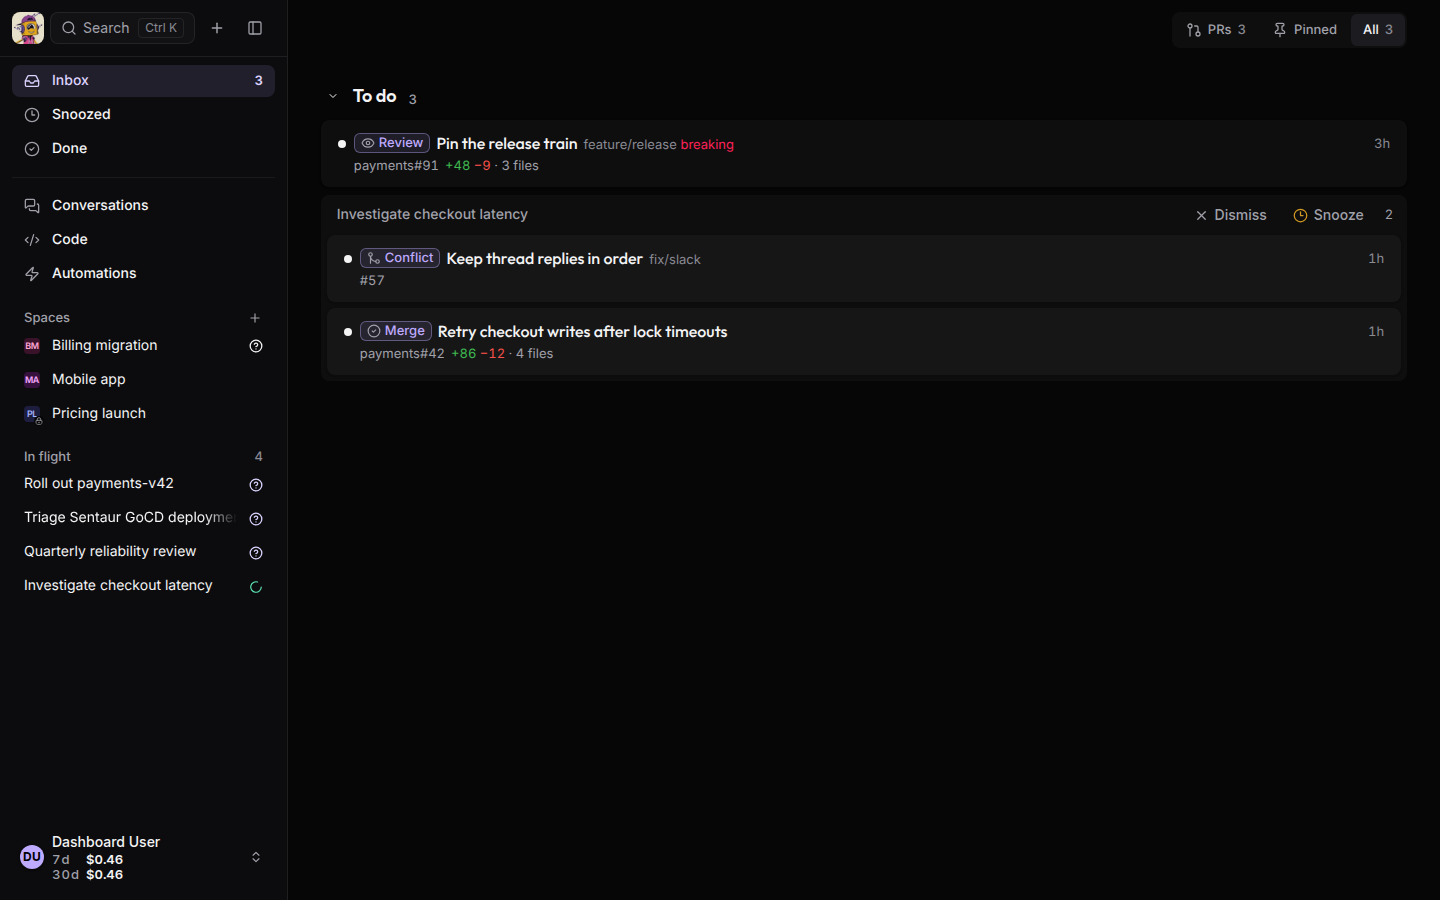 Search Ctrl K
PRs 3 Pinned All 3
Inbox 3
Snoozed
Done
Conversations
Code
Automations
Spaces
BM Billing migration
MA Mobile app
PL Pricing launch
In flight 4
Roll out payments-v42
Triage Sentaur GoCD deployme
Quarterly reliability review
Investigate checkout latency
DU Dashboard User
7d $0.46
30d $0.46
To do 3
Review Pin the release train feature/release breaking 3h
payments#91 +48 −9 · 3 files
Investigate checkout latency Dismiss Snooze 2
Conflict Keep thread replies in order fix/slack 1h
#57
Merge Retry checkout writes after lock timeouts 1h
payments#42 +86 −12 · 4 files